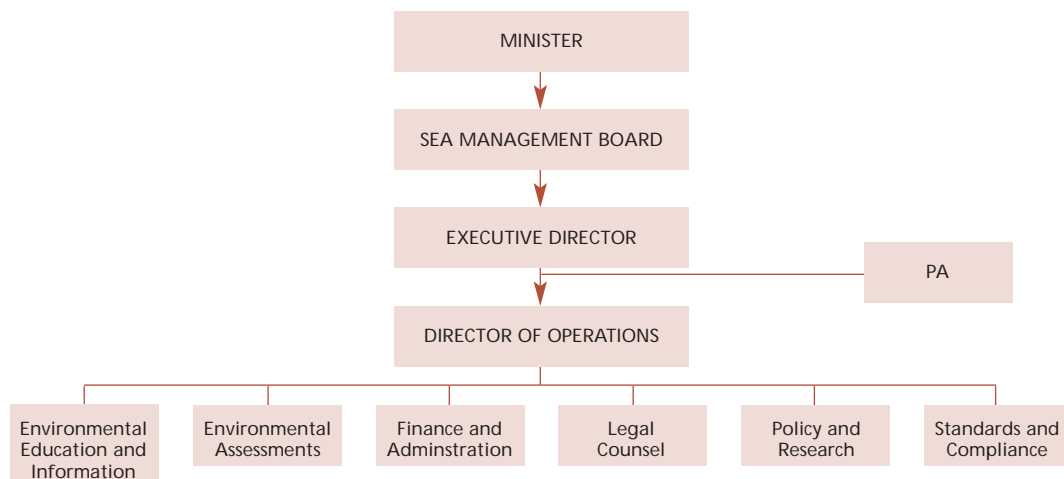 MINISTER
SEA MANAGEMENT BOARD
EXECUTIVE DIRECTOR
PA
DIRECTOR OF OPERATIONS
Environmental
Education and
Information
Environmental
Assessments
Finance and
Adminstration
Legal
Counsel
Policy and
Research
Standards and
Compliance